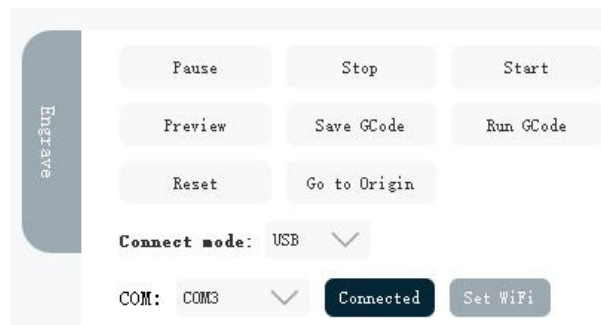 Engrave
Pause Stop Start
Preview Save GCode Run GCode
Reset Go to Origin
Connect mode: USB
COM: COM3 Connected Set WiFi